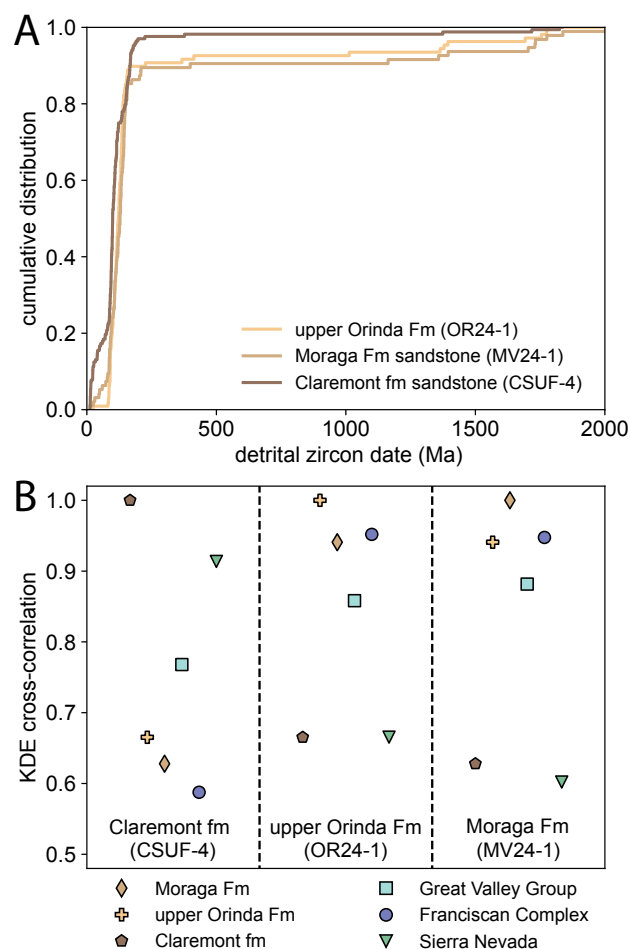 A
1.0
0.8
0.6
0.4
0.2
0.0
cumulative distribution
upper Orinda Fm (OR24-1)
Moraga Fm sandstone (MV24-1)
Claremont fm sandstone (CSUF-4)
0 500 1000 1500 2000
detrital zircon date (Ma)
B
1.0
0.9
0.8
0.7
0.6
0.5
KDE cross-correlation
Claremont fm
(CSUF-4)
upper Orinda Fm
(OR24-1)
Moraga Fm
(MV24-1)
Moraga Fm
upper Orinda Fm
Claremont fm
Great Valley Group
Franciscan Complex
Sierra Nevada